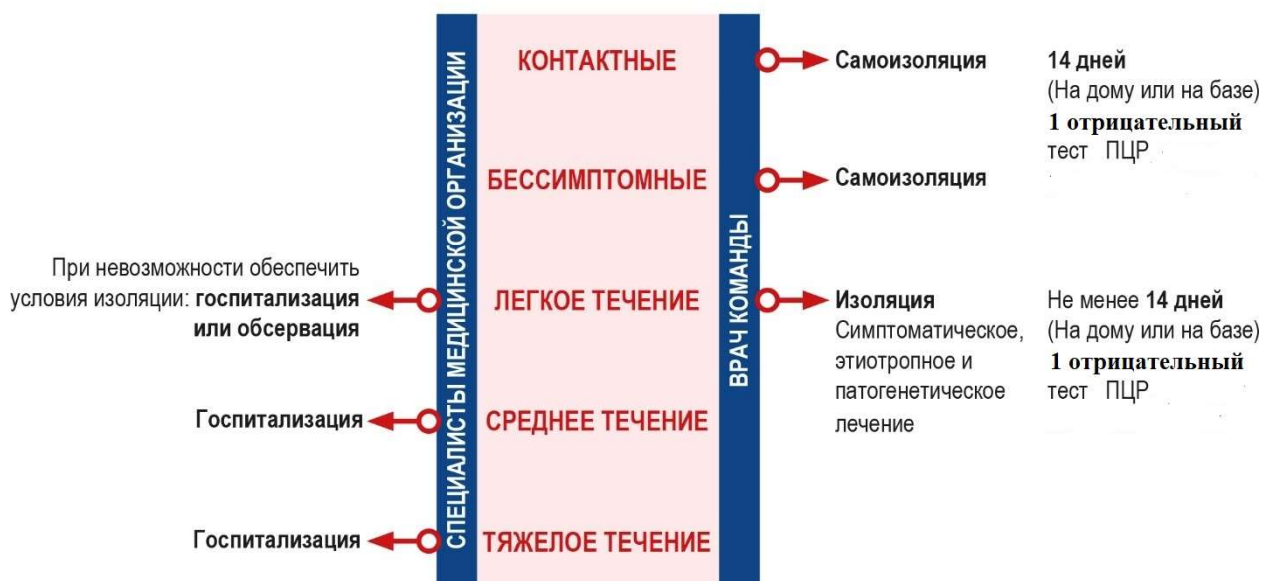 СПЕЦИАЛИСТЫ МЕДИЦИНСКОЙ ОРГАНИЗАЦИИ
ВРАЧ КОМАНДЫ
КОНТАКТНЫЕ
Самоизоляция
14 дней
(На дому или на базе)
1 отрицательный
тест ПЦР
БЕССИМПТОМНЫЕ
Самоизоляция
При невозможности обеспечить
условия изоляции: госпитализация
или обсервация
ЛЕГКОЕ ТЕЧЕНИЕ
Изоляция
Симптоматическое,
этиотропное и
патогенетическое
лечение
Не менее 14 дней
(На дому или на базе)
1 отрицательный
тест ПЦР
Госпитализация
СРЕДНЕЕ ТЕЧЕНИЕ
Госпитализация
ТЯЖЕЛОЕ ТЕЧЕНИЕ